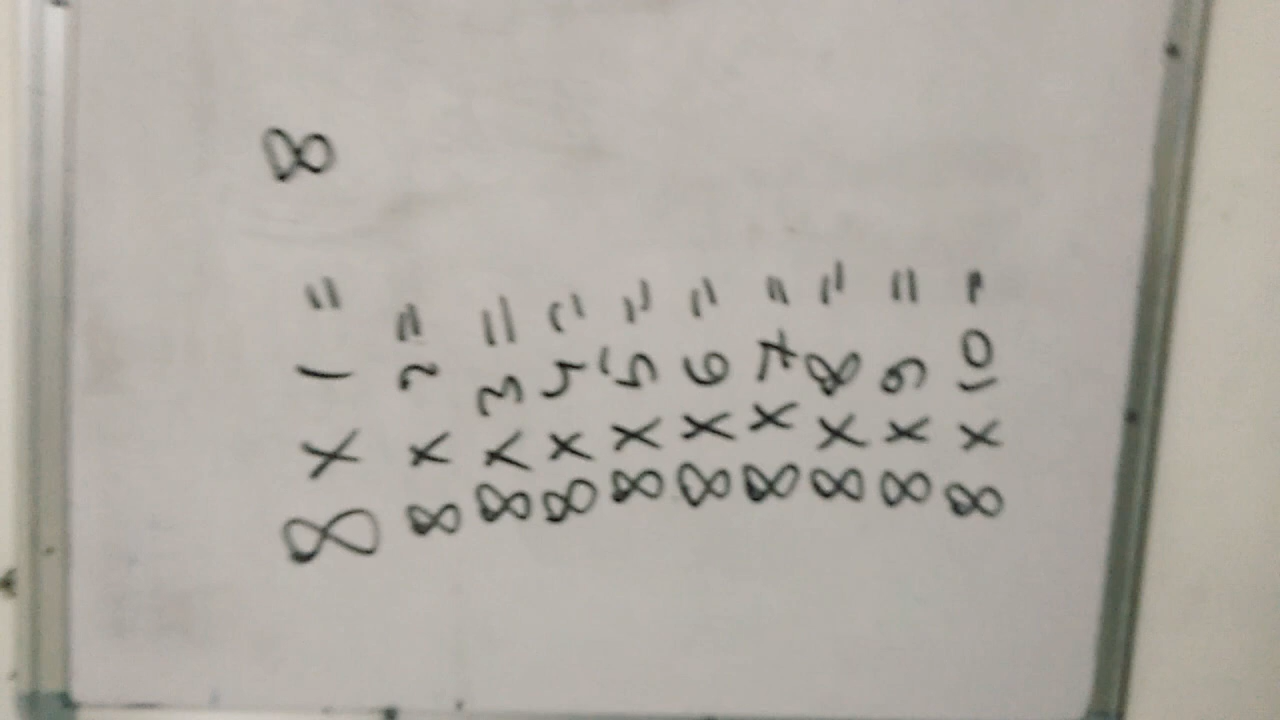 8 x 1 = 8
8 x 2 =
8 x 3 =
8 x 4 =
8 x 5 =
8 x 6 =
8 x 7 =
8 x 8 =
8 x 9 =
8 x 10 -